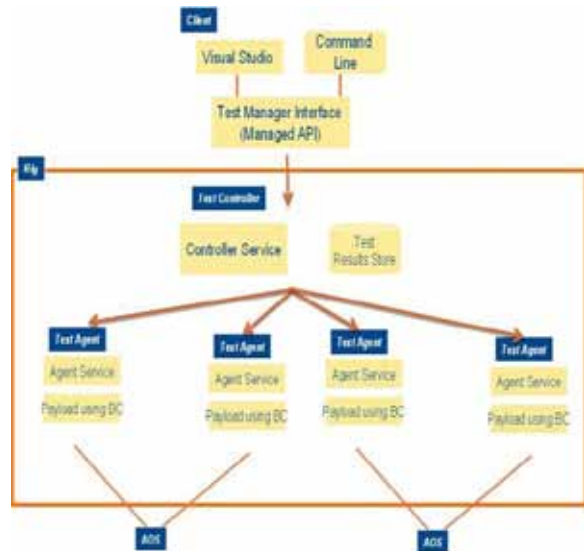 Client
Visual Studio
Command
Line
Test Manager Interface
(Managed API)
Rig
Test Controller
Controller Service
Test
Results Store
Test Agent
Agent Service
Payload using BC
Test Agent
Agent Service
Payload using BC
Test Agent
Agent Service
Payload using BC
Test Agent
Agent Service
Payload using BC
AOS
AOS